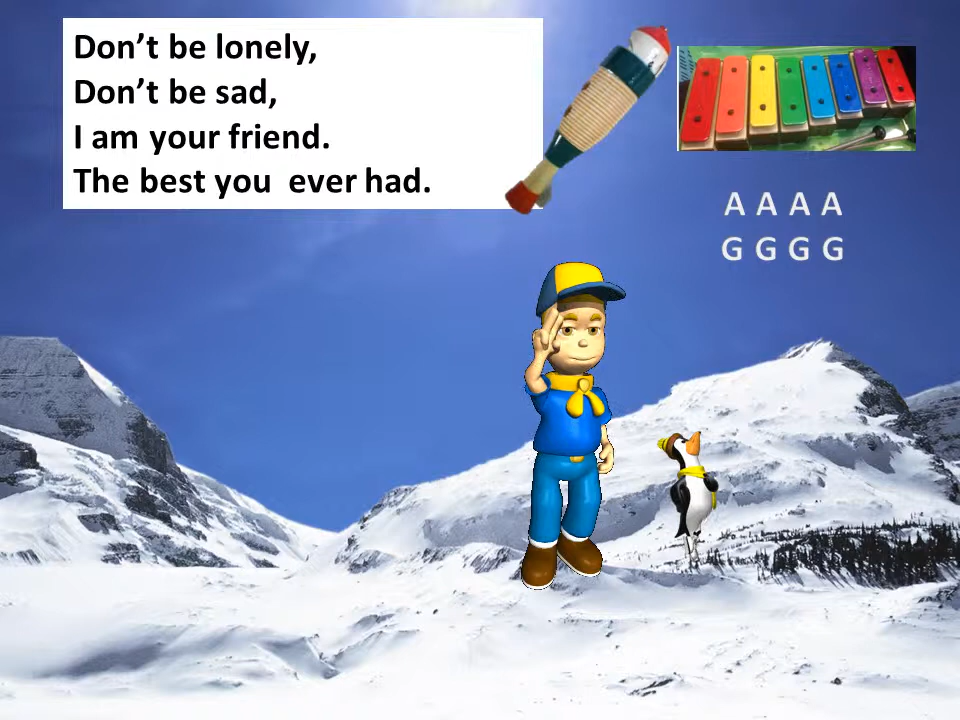 Don’t be lonely,
Don’t be sad,
I am your friend.
The best you  ever had.
A A A A
G G G G